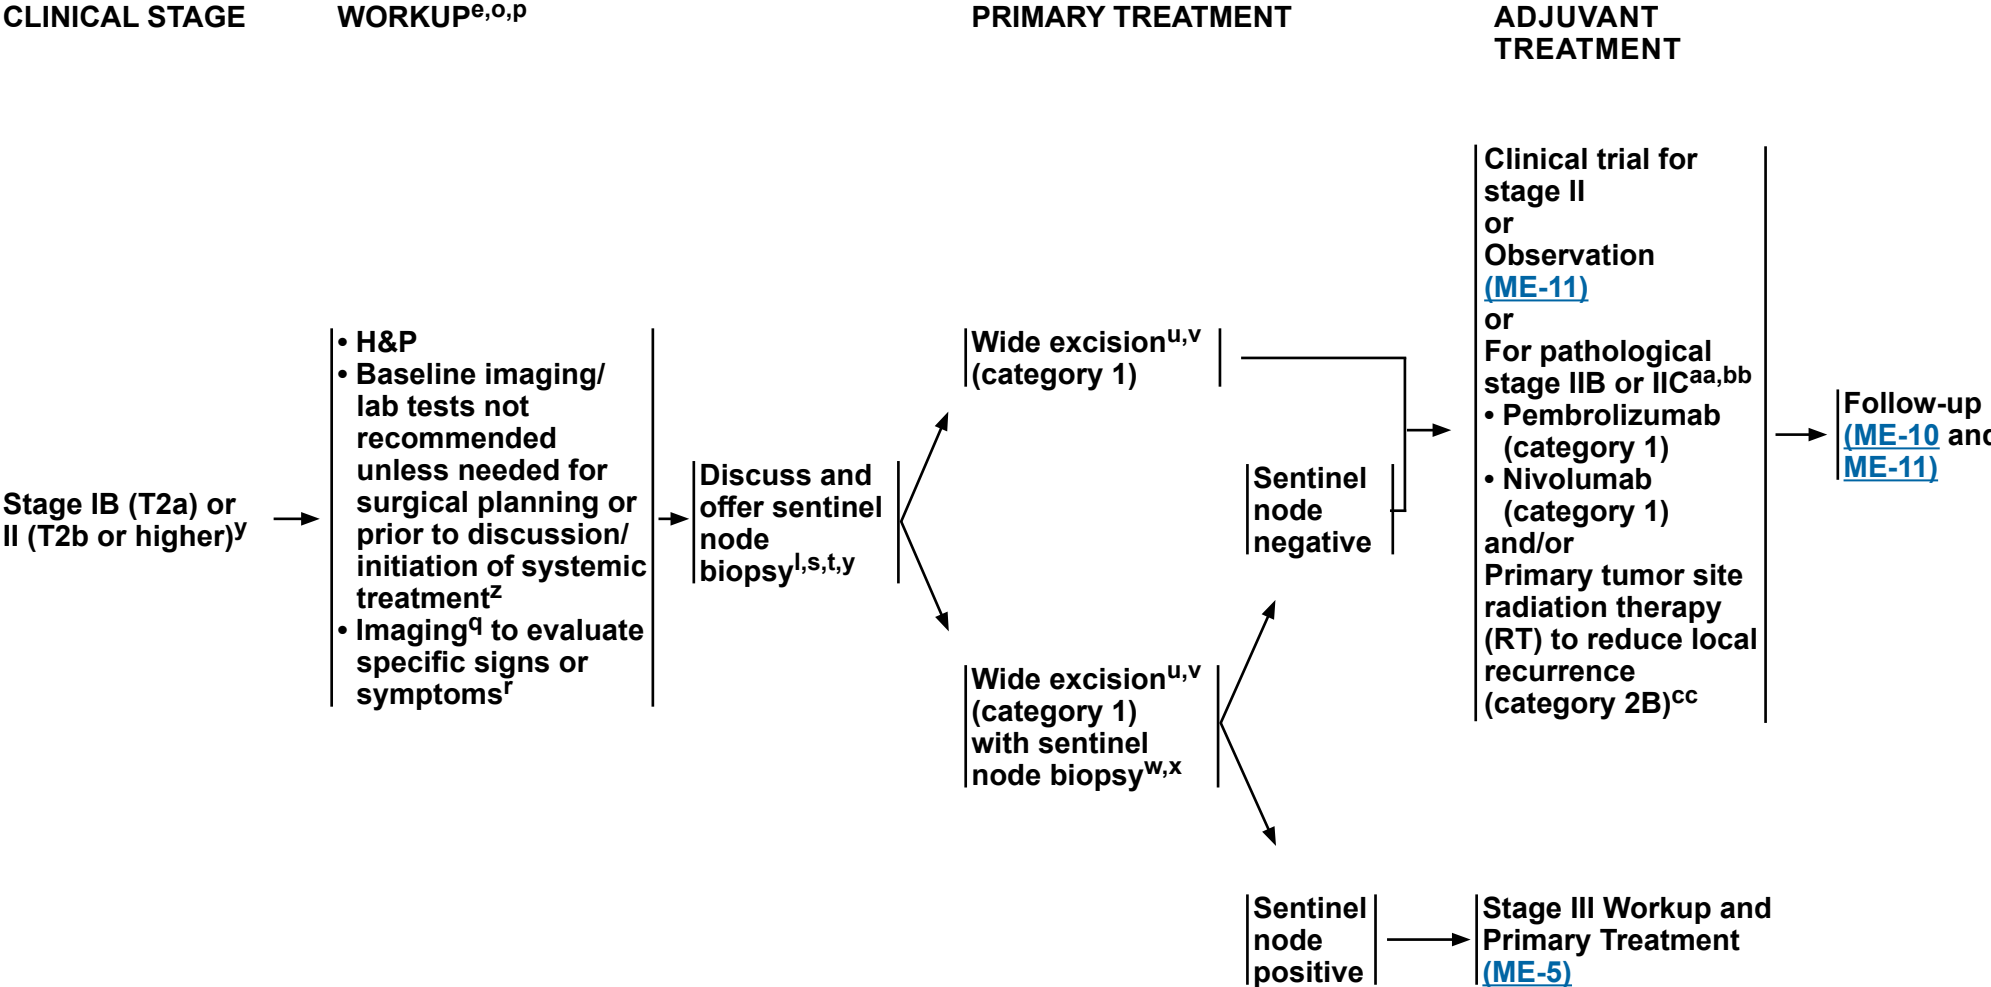 CLINICAL STAGE
WORKUPe,o,p
PRIMARY TREATMENT
ADJUVANT
TREATMENT
Stage IB (T2a) or
II (T2b or higher)y
• H&P
• Baseline imaging/
lab tests not
recommended
unless needed for
surgical planning or
prior to discussion/
initiation of systemic
treatmentz
• Imagingq to evaluate
specific signs or
symptomsr
Discuss and
offer sentinel
node
biopsyl,s,t,y
Wide excisionu,v
(category 1)
Wide excisionu,v
(category 1)
with sentinel
node biopsyw,x
Sentinel
node
negative
Sentinel
node
positive
Clinical trial for
stage II
or
Observation
(ME-11)
or
For pathological
stage IIB or IICaa,bb
• Pembrolizumab
(category 1)
• Nivolumab
(category 1)
and/or
Primary tumor site
radiation therapy
(RT) to reduce local
recurrence
(category 2B)cc
Stage III Workup and
Primary Treatment
(ME-5)
Follow-up
(ME-10 and
ME-11)